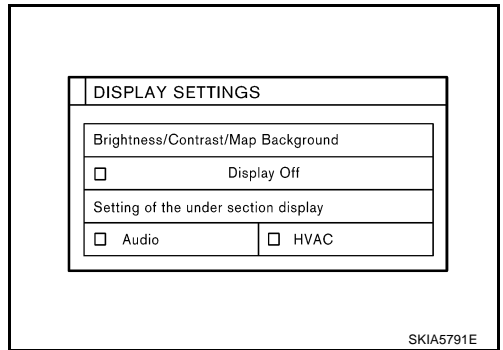 DISPLAY SETTINGS
Brightness/Contrast/Map Background
Display Off
Setting of the under section display
Audio HVAC
SKIA5791E